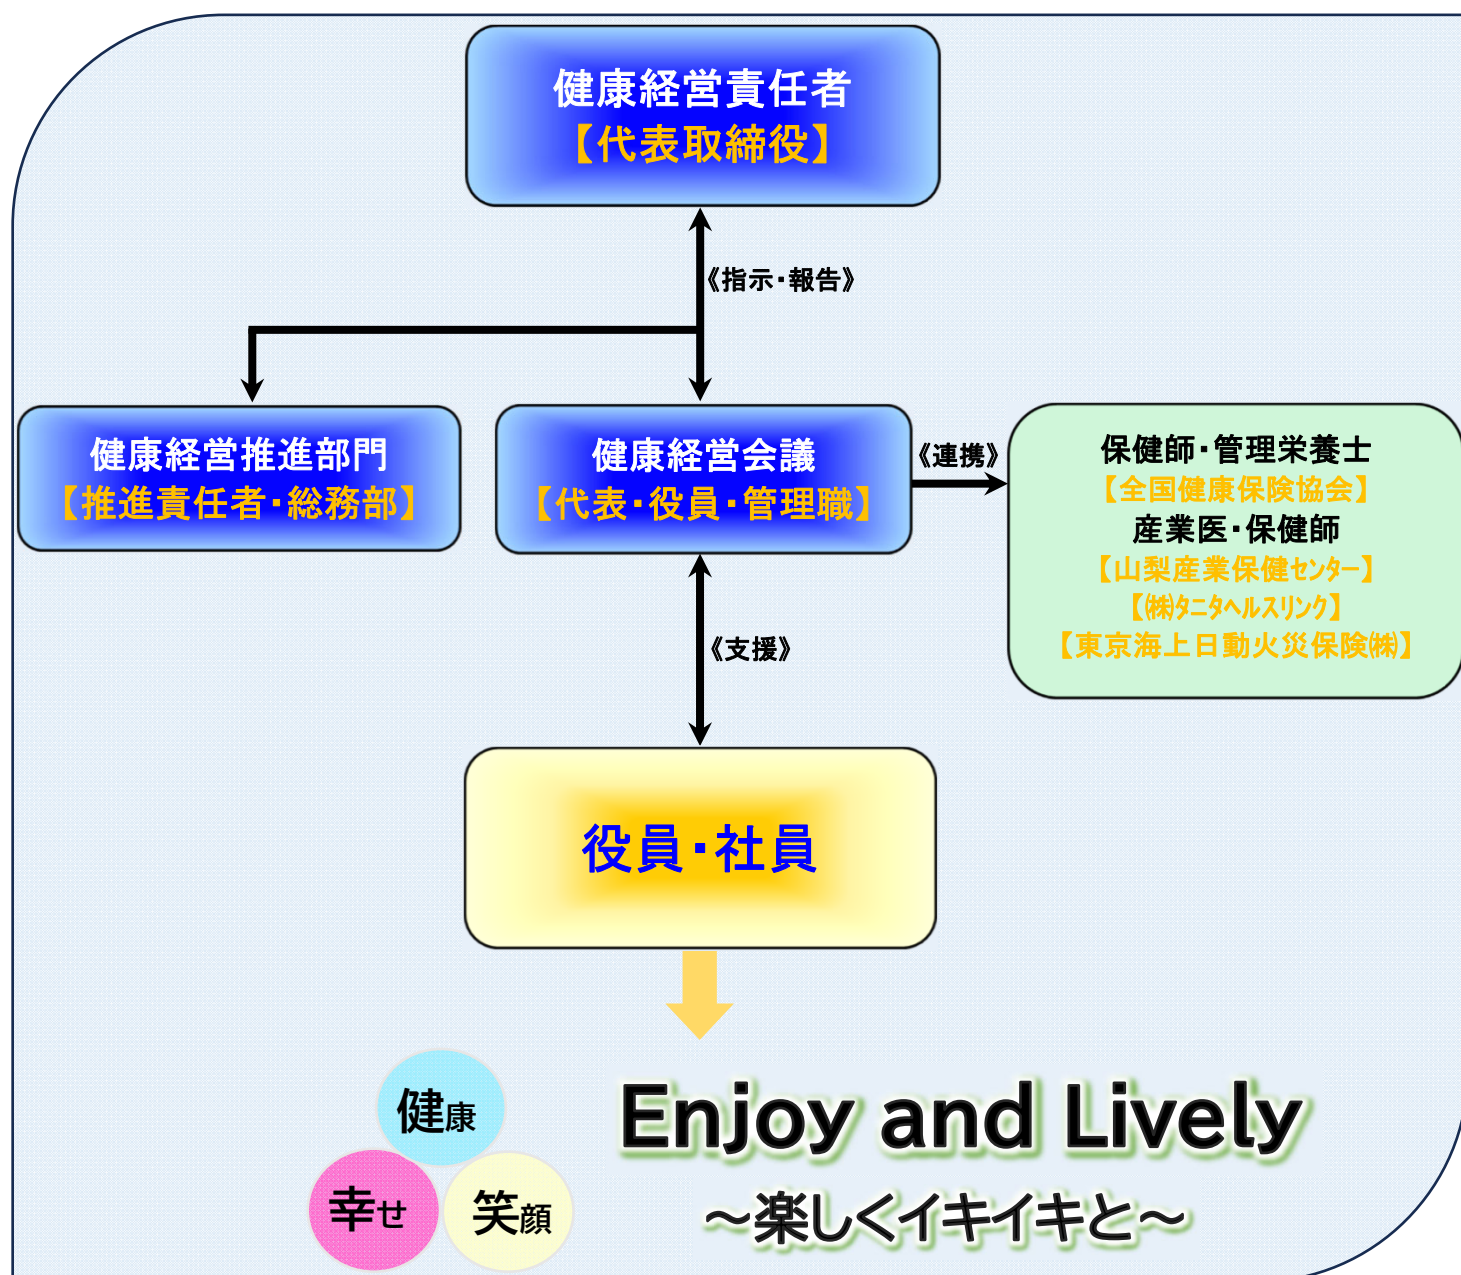 健康経営責任者
【代表取締役】
《指示・報告》
健康経営推進部門
【推進責任者・総務部】
健康経営会議
【代表・役員・管理職】
《連携》
保健師・管理栄養士
【全国健康保険協会】
産業医・保健師
【山梨産業保健ｾﾝﾀｰ】
【㈱ﾀﾆﾀﾍﾙｽﾘﾝｸ】
【東京海上日動火災保険㈱】
《支援》
役員・社員
健康
幸せ
笑顔
Enjoy and Lively
～楽しくイキイキと～